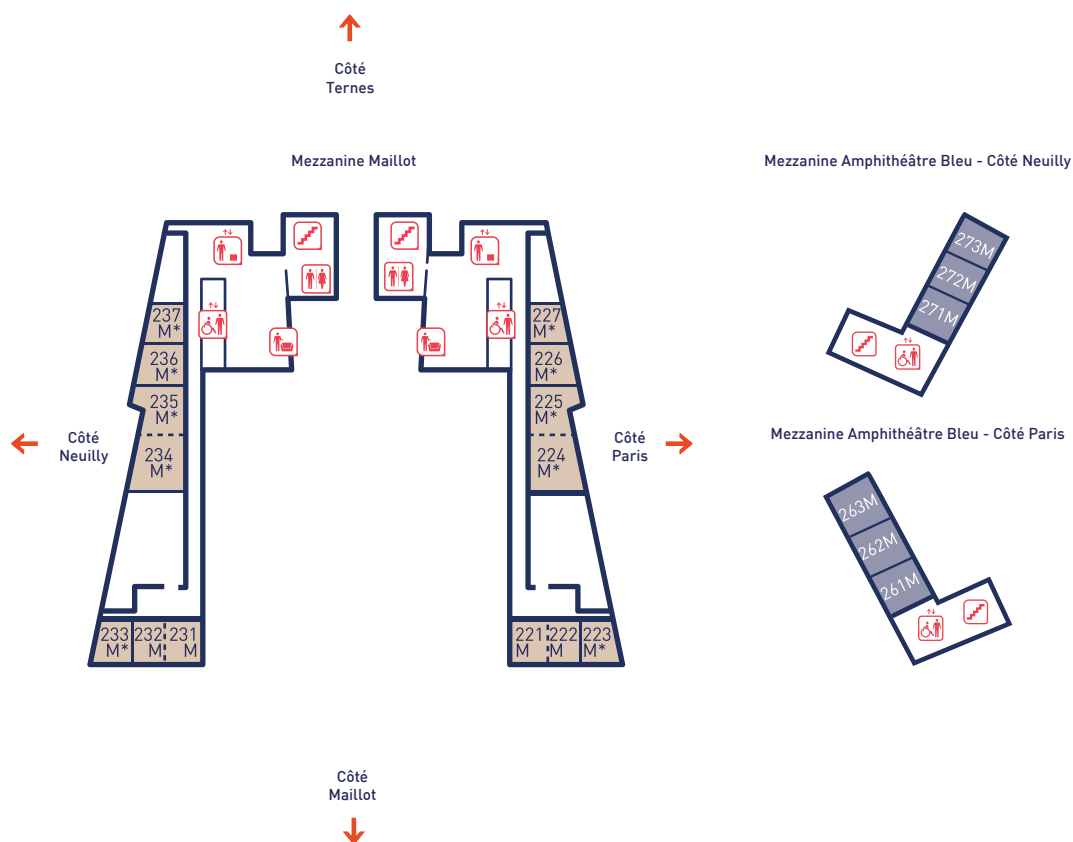 Côté
Ternes
Mezzanine Maillot
Mezzanine Amphithéâtre Bleu - Côté Neuilly
237
M*
236
M*
235
M*
234
M*
233
M*
232
M
231
M
227
M*
226
M*
225
M*
224
M*
221
M
222
M
223
M*
Côté
Neuilly
Côté
Paris
273M
272M
271M
Mezzanine Amphithéâtre Bleu - Côté Paris
263M
262M
261M
Côté
Maillot